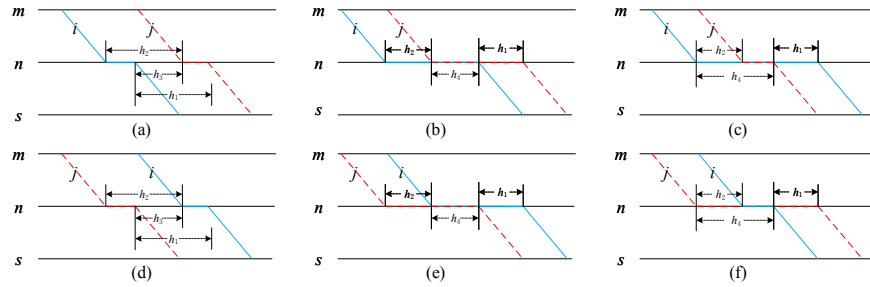 m i j
h₂
n h₃
h₁
s
(a)
m i j
h₂ h₁
n h₄
s
(b)
m i j
h₂ h₁
n h₄
s
(c)
m j i
h₂
n h₃
h₁
s
(d)
m j i
h₂ h₁
n h₄
s
(e)
m j i
h₂ h₁
n h₄
s
(f)